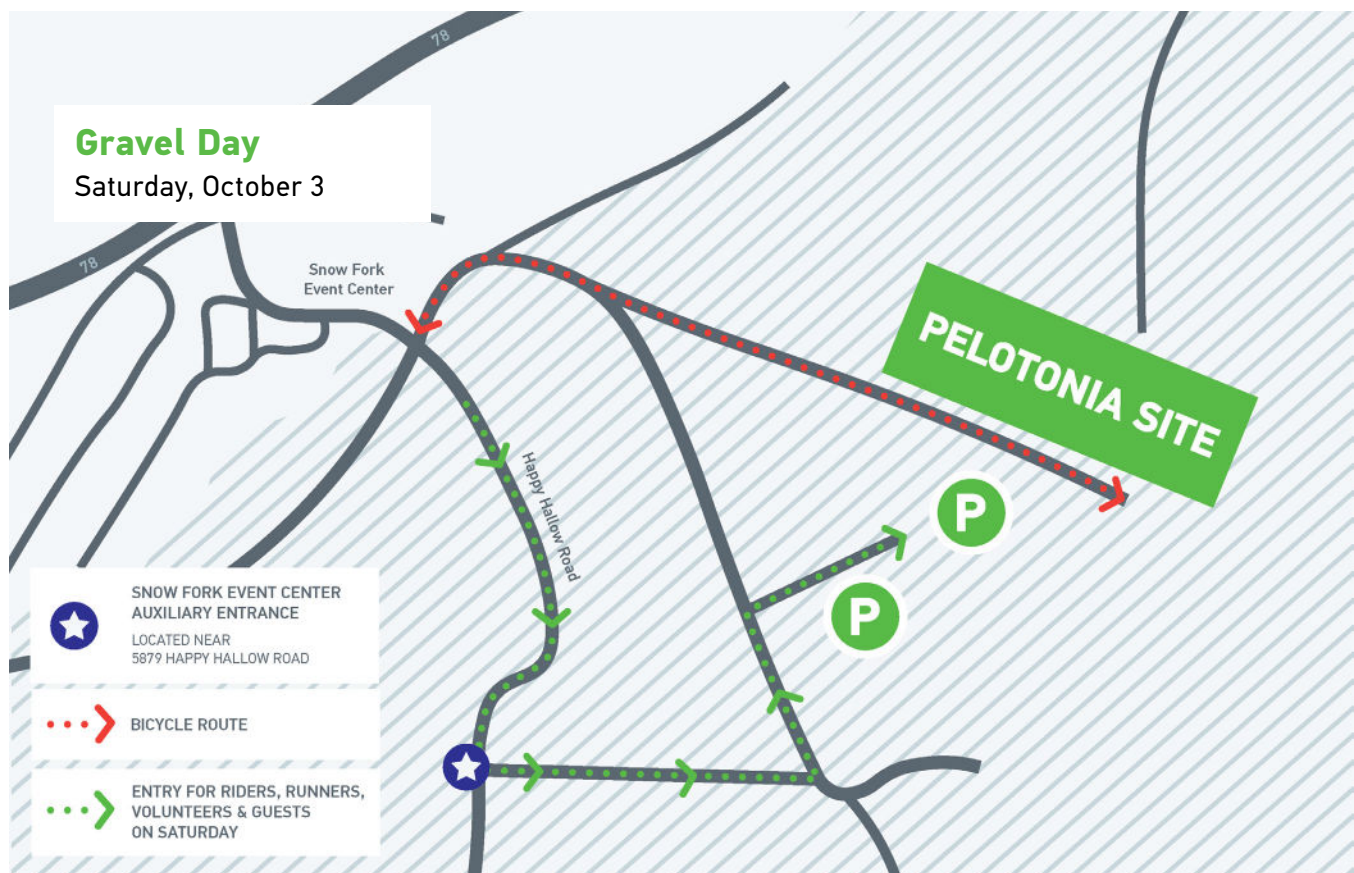 78
Gravel Day
Saturday, October 3
78
Snow Fork
Event Center
PELOTONIA SITE
Happy Hallow Road
P
P
SNOW FORK EVENT CENTER
AUXILIARY ENTRANCE
LOCATED NEAR
5879 HAPPY HALLOW ROAD
BICYCLE ROUTE
ENTRY FOR RIDERS, RUNNERS,
VOLUNTEERS & GUESTS
ON SATURDAY